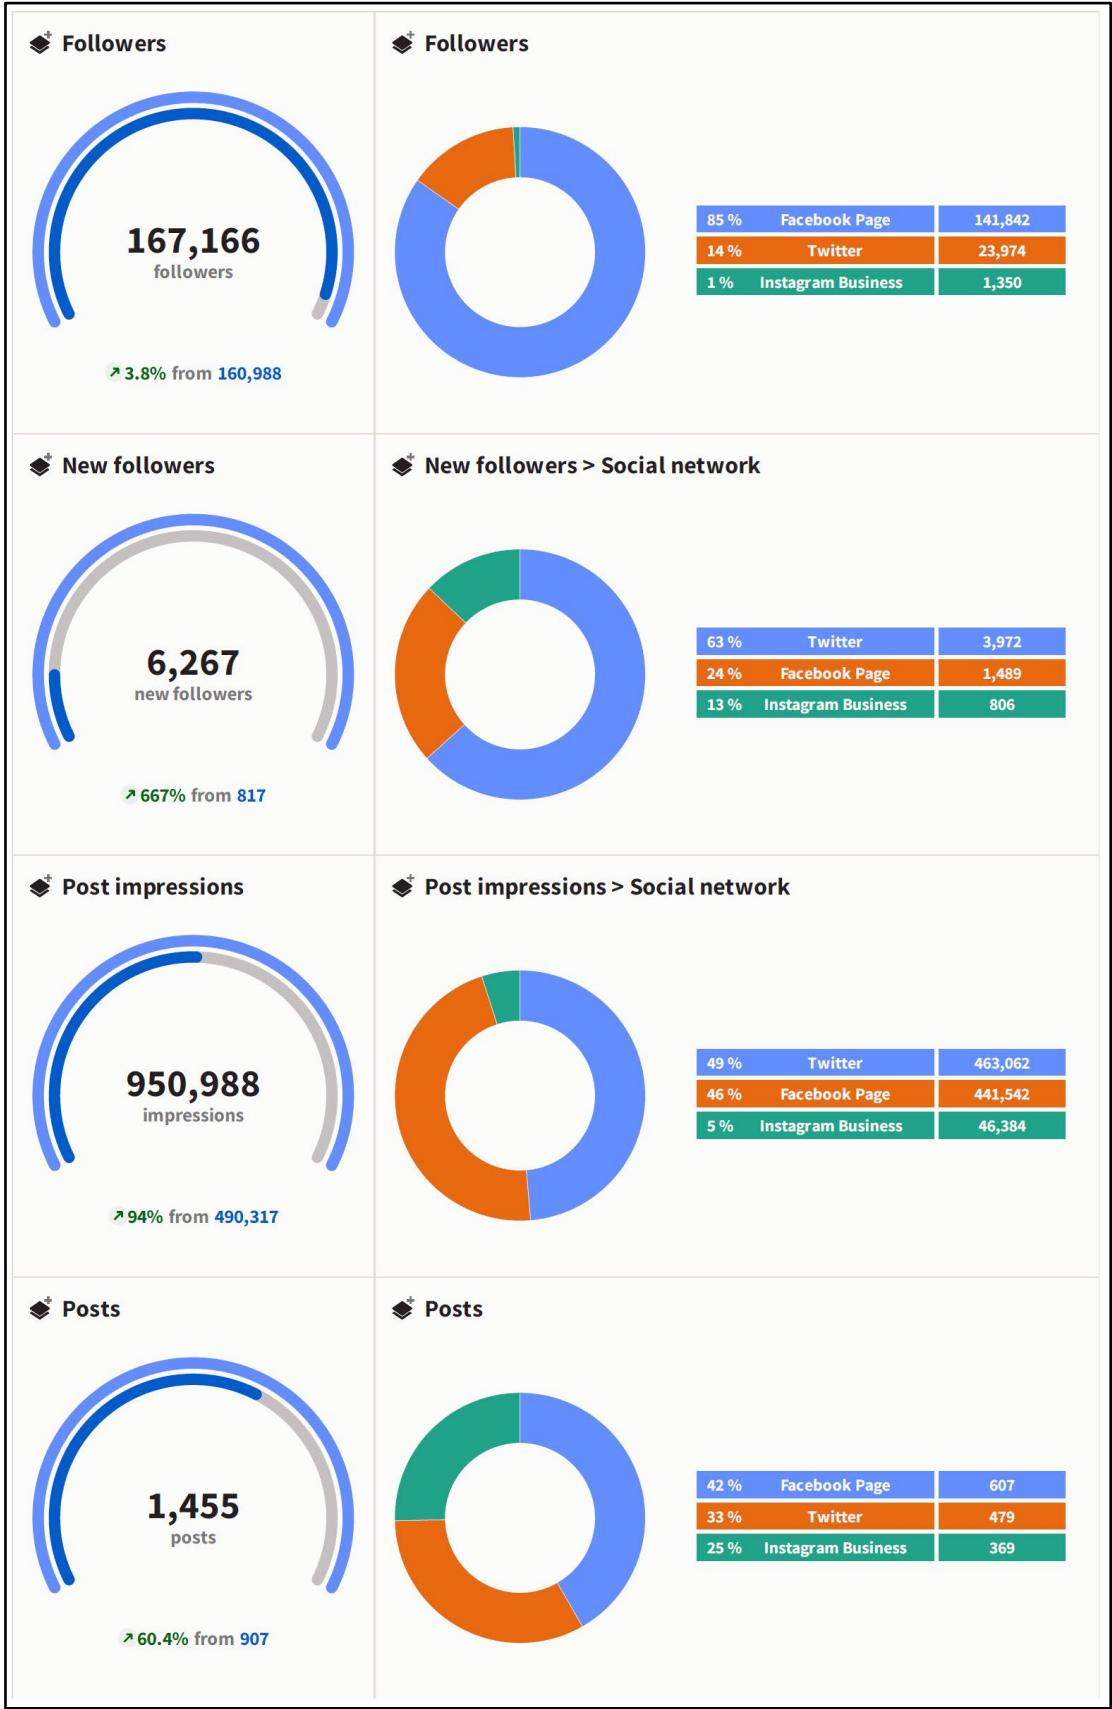 Followers
167,166
followers
3.8% from 160,988
Followers
85 % Facebook Page 141,842
14 % Twitter 23,974
1 % Instagram Business 1,350
New followers
6,267
new followers
667% from 817
New followers > Social network
63 % Twitter 3,972
24 % Facebook Page 1,489
13 % Instagram Business 806
Post impressions
950,988
impressions
94% from 490,317
Post impressions > Social network
49 % Twitter 463,062
46 % Facebook Page 441,542
5 % Instagram Business 46,384
Posts
1,455
posts
60.4% from 907
Posts
42 % Facebook Page 607
33 % Twitter 479
25 % Instagram Business 369